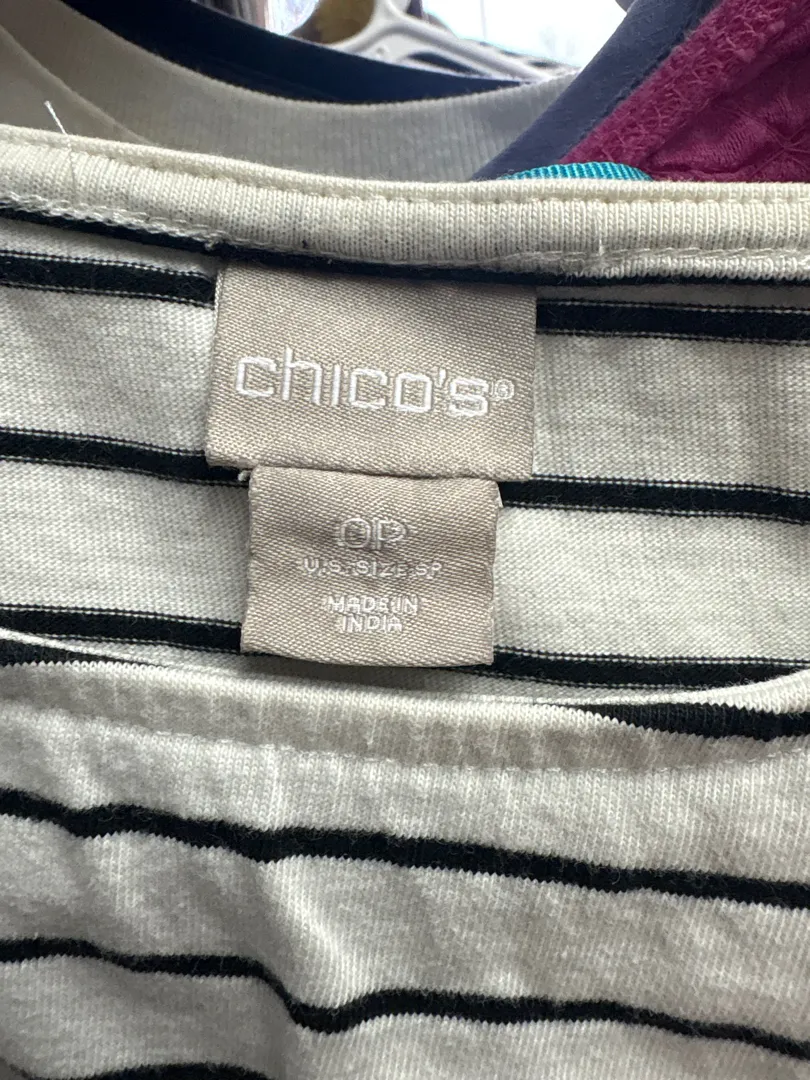 chico's®
0P
U.S. SIZE SP
MADE IN
INDIA